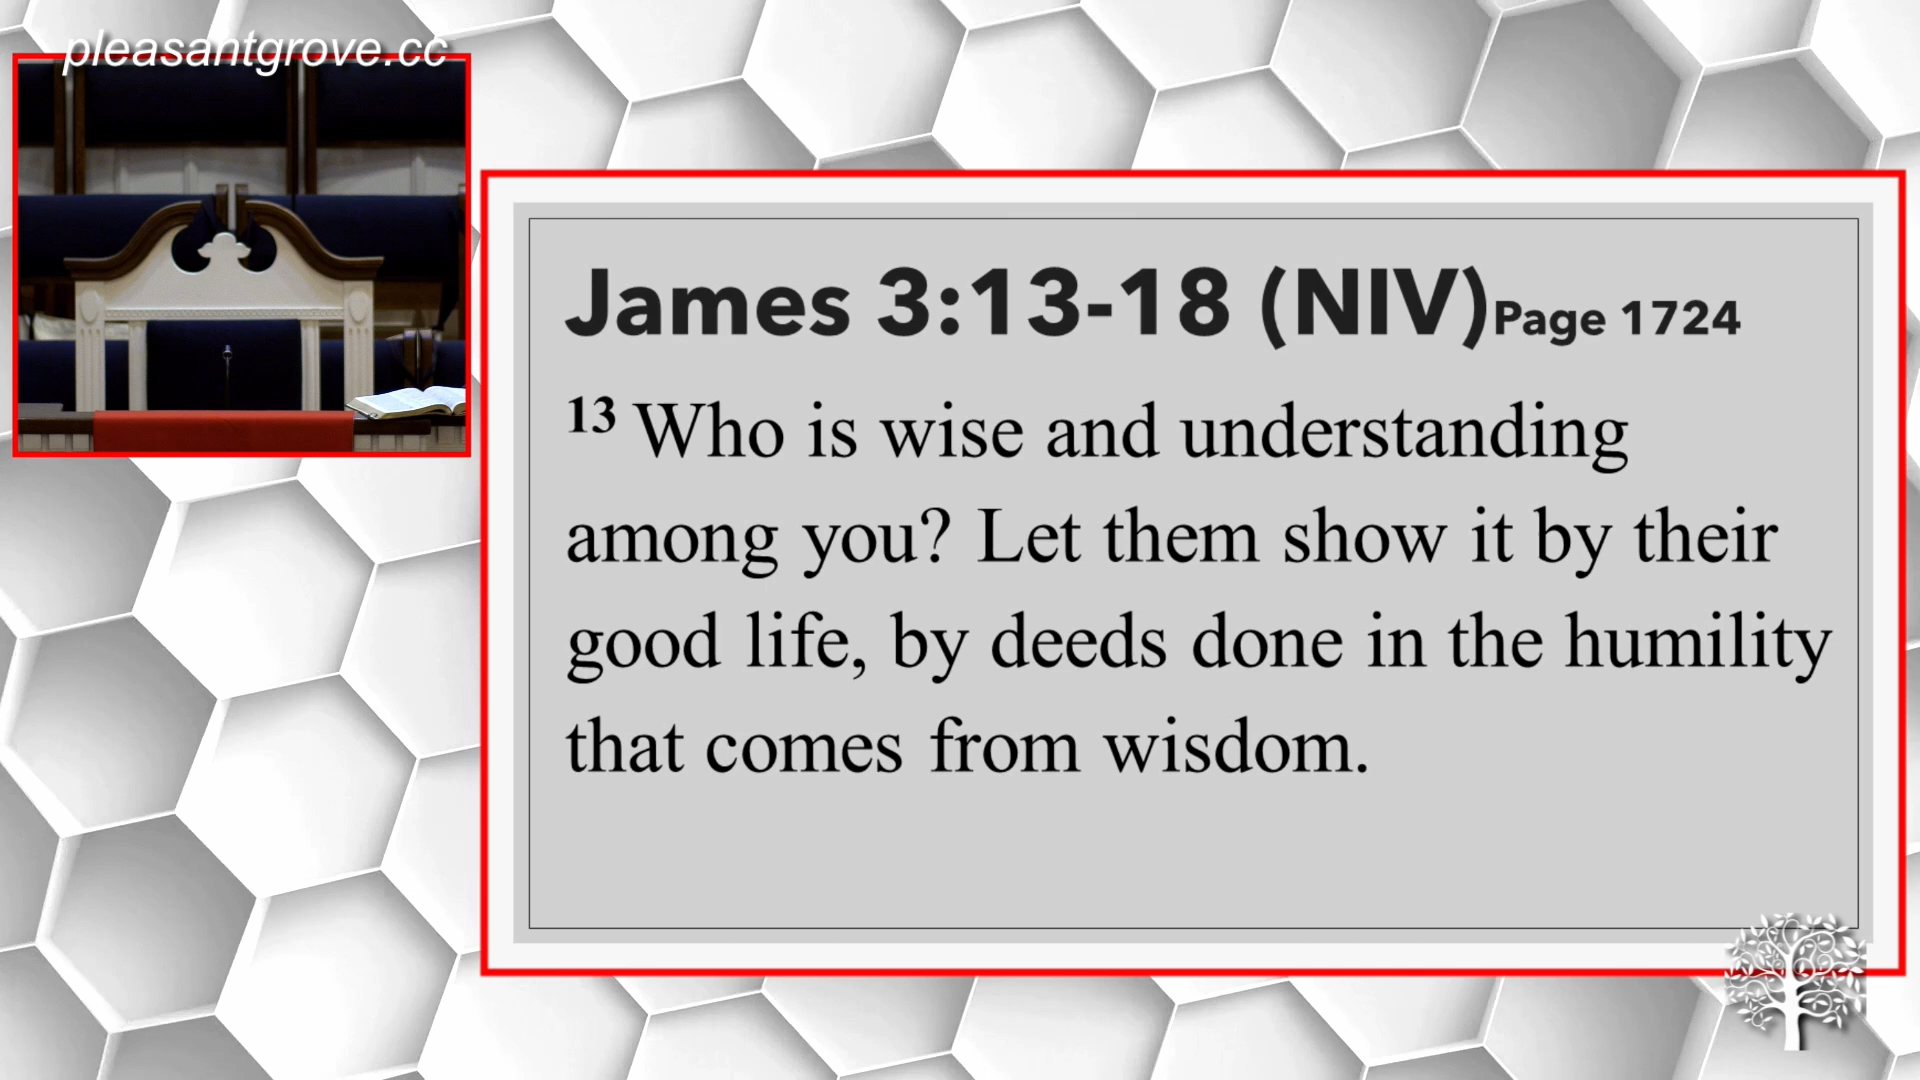 pleasantgrove.cc
James 3:13-18 (NIV)Page 1724
13 Who is wise and understanding
among you? Let them show it by their
good life, by deeds done in the humility
that comes from wisdom.